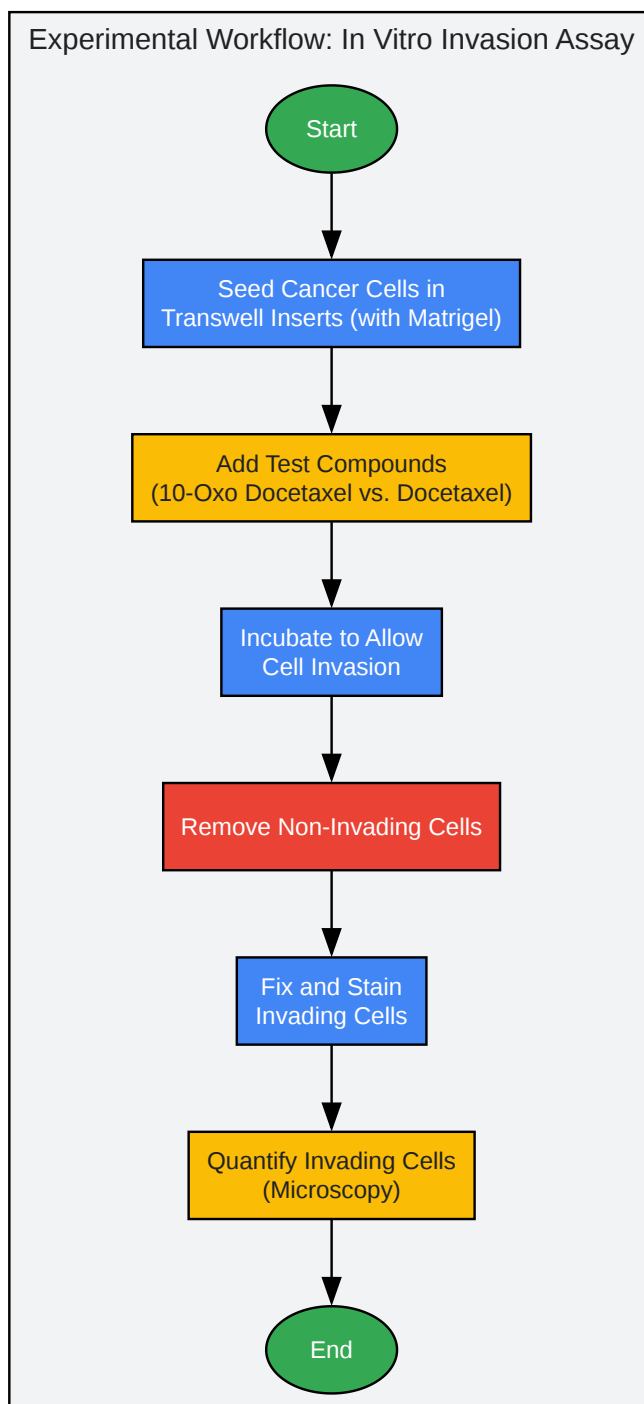 Experimental Workflow: In Vitro Invasion Assay
Start
Seed Cancer Cells in
Transwell Inserts (with Matrigel)
Add Test Compounds
(10-Oxo Docetaxel vs. Docetaxel)
Incubate to Allow
Cell Invasion
Remove Non-Invading Cells
Fix and Stain
Invading Cells
Quantify Invading Cells
(Microscopy)
End